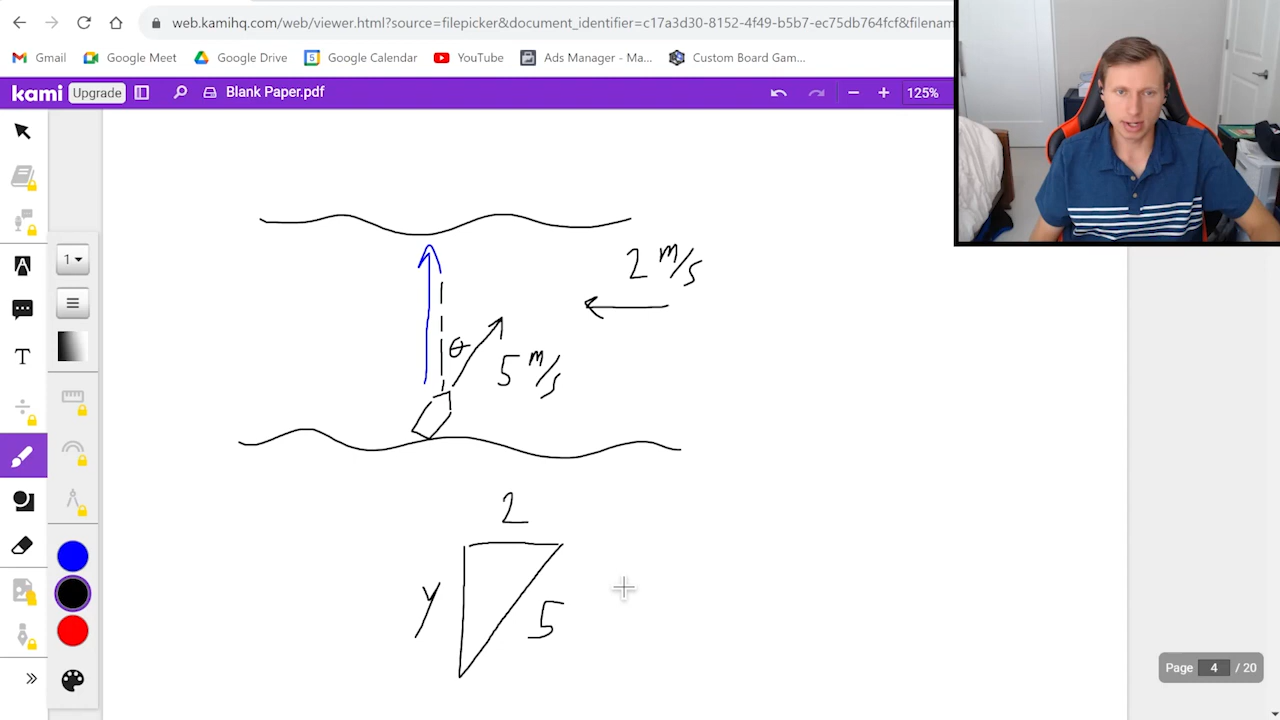 web.kamihq.com/web/viewer.html?source=filepicker&document_identifier=c17a3d30-8152-4f49-b5b7-ec75db764fcf&filenam
Gmail Google Meet Google Drive 5 Google Calendar YouTube Ads Manager - Ma... Custom Board Gam...
kami Upgrade Blank Paper.pdf 125%
1
A
T
2 m/s
θ
5 m/s
2
y
5
Page 4 / 20